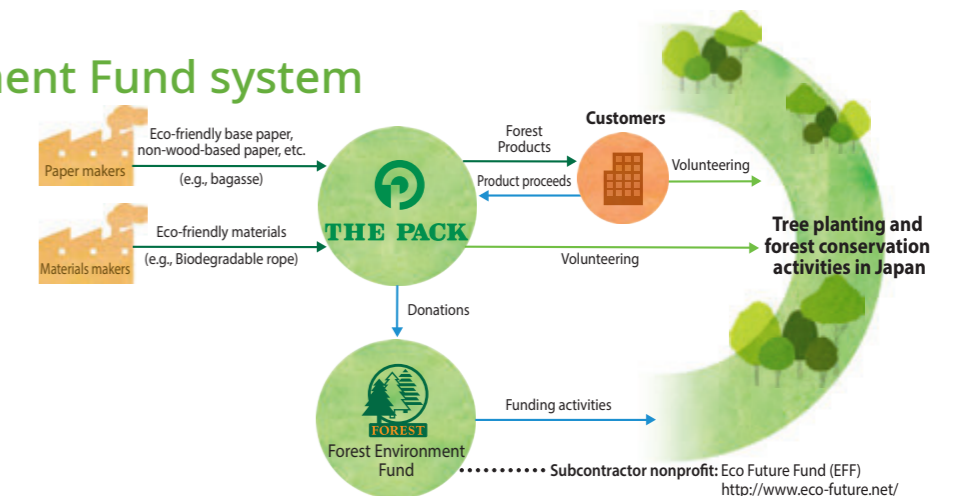 ment Fund system
Paper makers
Eco-friendly base paper,
non-wood-based paper, etc.
(e.g., bagasse)
Materials makers
Eco-friendly materials
(e.g., Biodegradable rope)
THE PACK
Forest
Products
Product proceeds
Customers
Volunteering
Volunteering
Tree planting and
forest conservation
activities in Japan
Donations
FOREST
Forest Environment
Fund
Funding activities
Subcontractor nonprofit: Eco Future Fund (EFF)
http://www.eco-future.net/